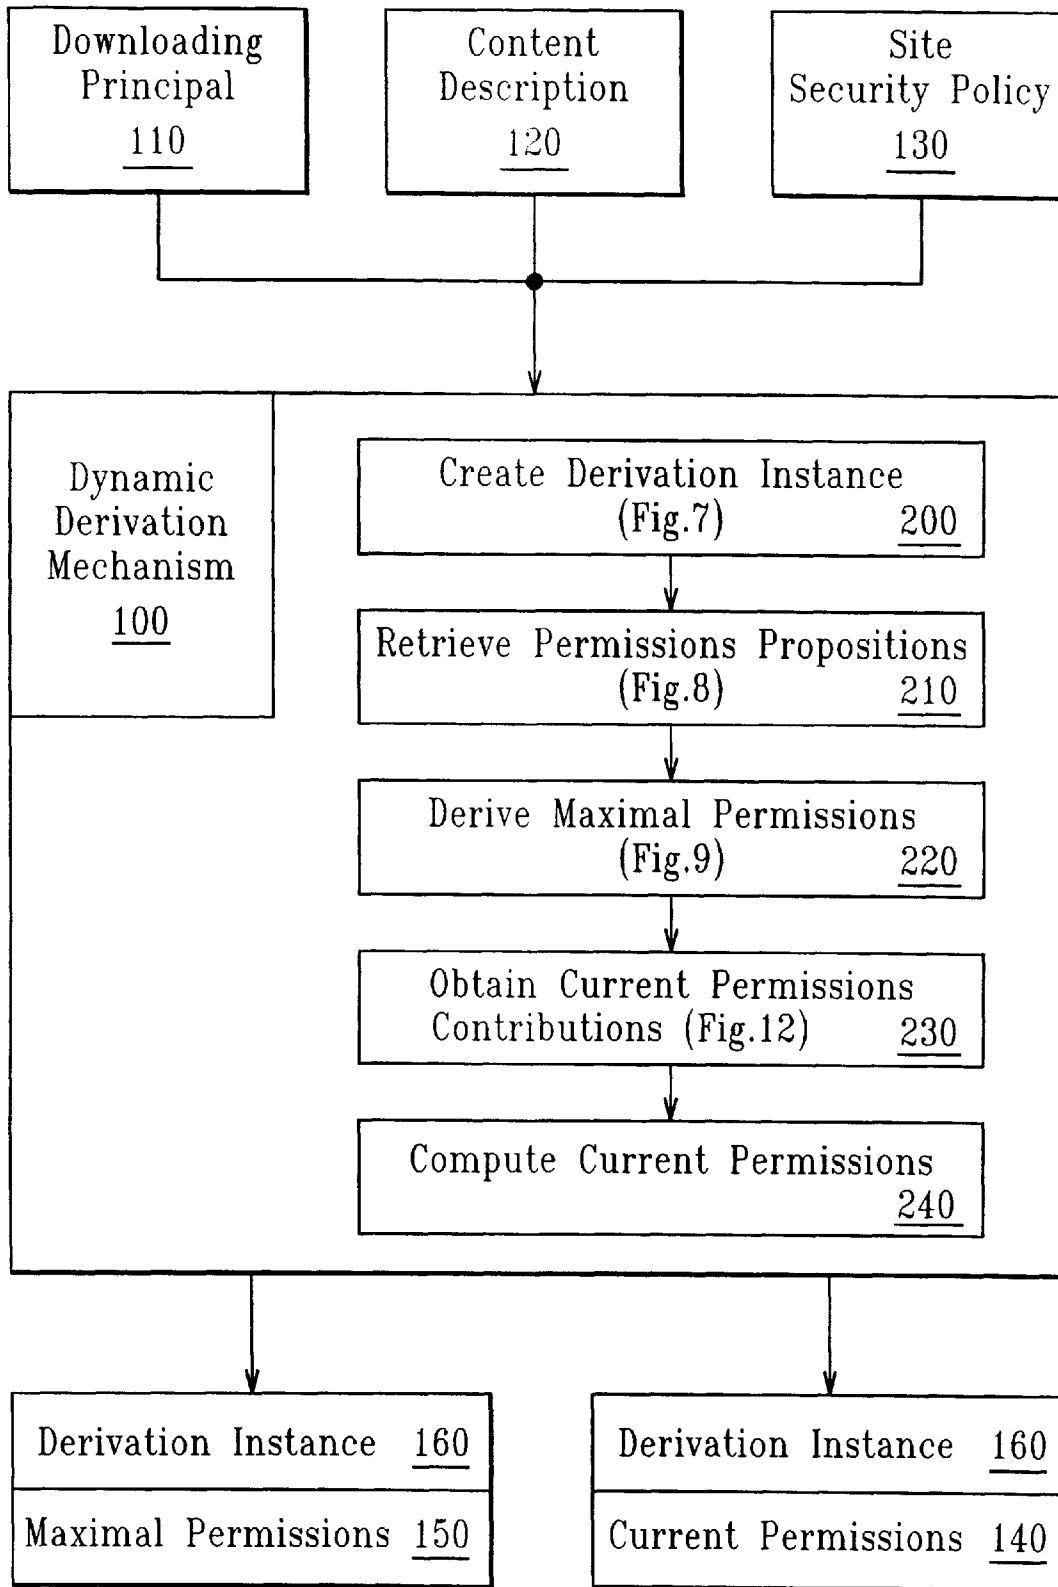 Downloading
Principal
110
Content
Description
120
Site
Security Policy
130
Dynamic
Derivation
Mechanism
100
Create Derivation Instance
(Fig.7) 200
Retrieve Permissions Propositions
(Fig.8) 210
Derive Maximal Permissions
(Fig.9) 220
Obtain Current Permissions
Contributions (Fig.12) 230
Compute Current Permissions
240
Derivation Instance 160
Maximal Permissions 150
Derivation Instance 160
Current Permissions 140